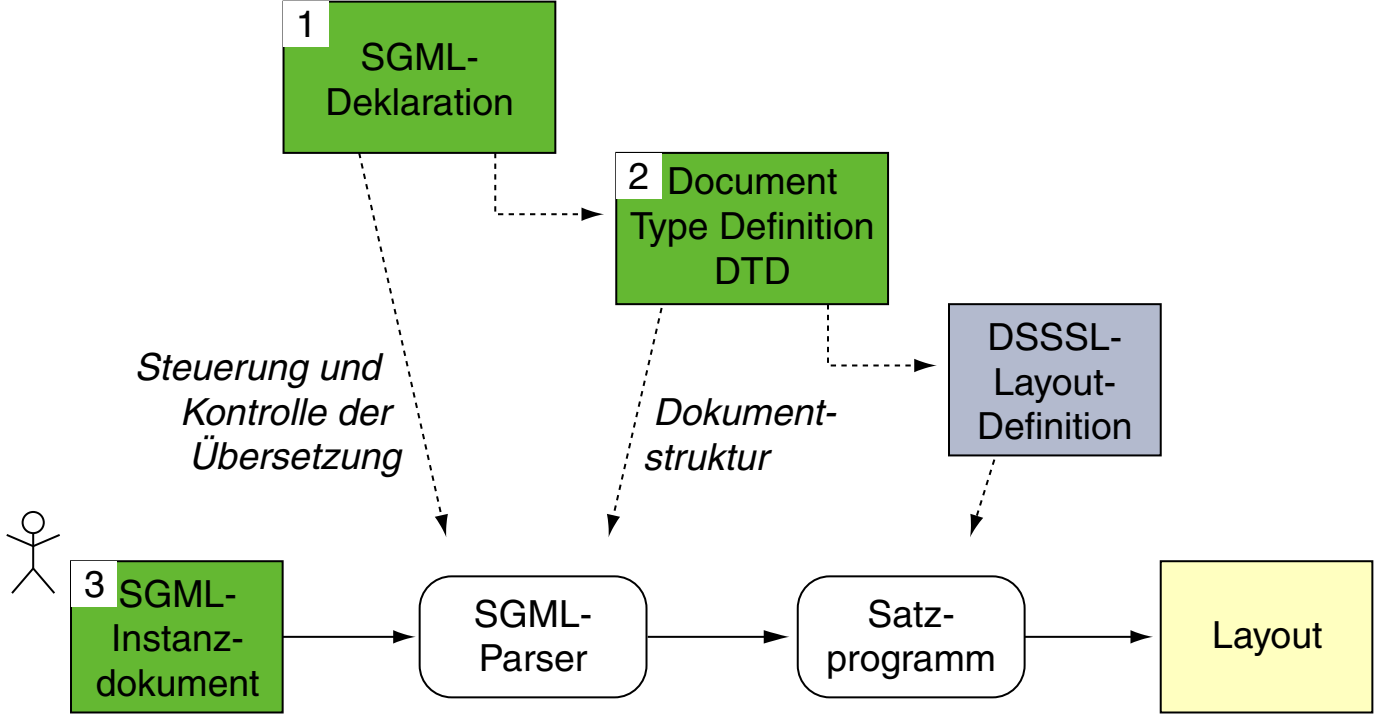 1
SGML-
Deklaration
2 Document
Type Definition
DTD
DSSSL-
Layout-
Definition
Steuerung und
Kontrolle der
Übersetzung
Dokument-
struktur
3 SGML-
Instanz-
dokument
SGML-
Parser
Satz-
programm
Layout